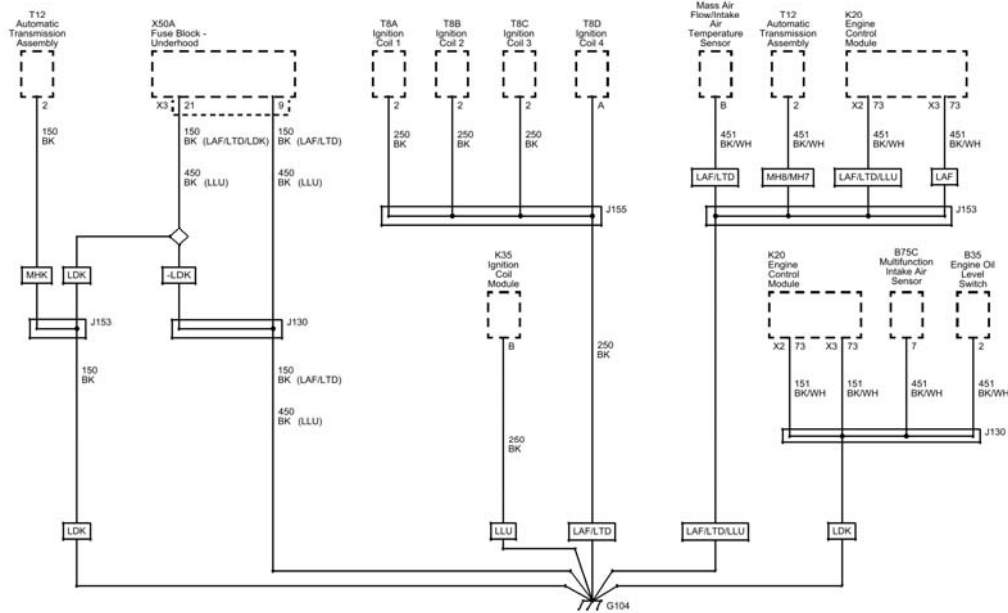 T12
Automatic
Transmission
Assembly
2
150
BK
MHK
X50A
Fuse Block -
Underhood
X3
21
9
150
BK (LAF/LTD/LDK)
450
BK (LLU)
150
BK (LAF/LTD)
450
BK (LLU)
LDK
-LDK
J153
J130
150
BK
150
BK (LAF/LTD)
450
BK (LLU)
LDK
T8A
Ignition
Coil 1
2
250
BK
T8B
Ignition
Coil 2
2
250
BK
T8C
Ignition
Coil 3
2
250
BK
T8D
Ignition
Coil 4
A
J155
K35
Ignition
Coil
Module
B
250
BK
LLU
250
BK
LAF/LTD
Mass Air
Flow/Intake
Air
Temperature
Sensor
B
451
BK/WH
LAF/LTD
T12
Automatic
Transmission
Assembly
2
451
BK/WH
MH8/MH7
K20
Engine
Control
Module
X2
73
X3
73
451
BK/WH
LAF/LTD/LLU
451
BK/WH
LAF
J153
K20
Engine
Control
Module
X2
73
X3
73
151
BK/WH
151
BK/WH
B75C
Multifunction
Intake Air
Sensor
7
451
BK/WH
B35
Engine Oil
Level
Switch
2
451
BK/WH
J130
LAF/LTD/LLU
LDK
G104